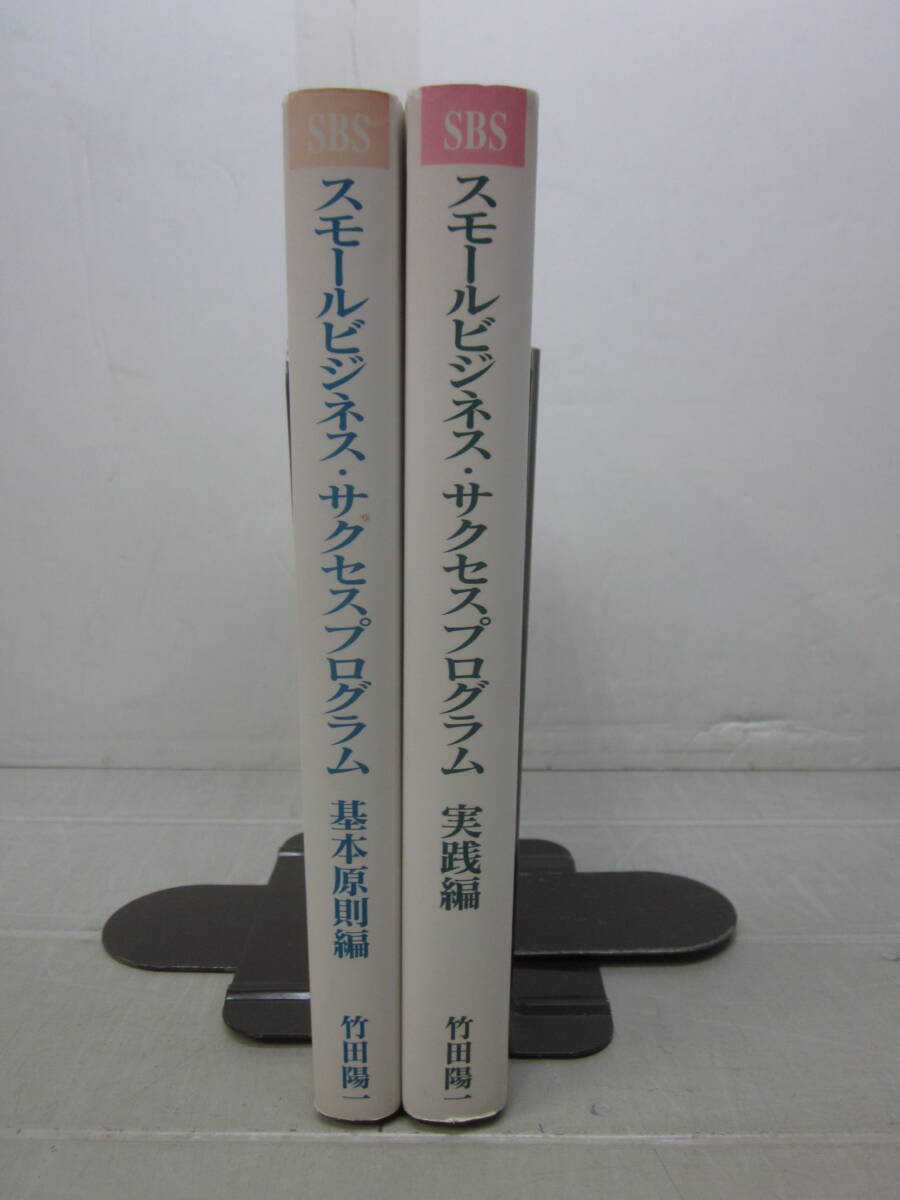 SBS
スモールビジネス・サクセスプログラム 基本原則編 竹田陽一
SBS
スモールビジネス・サクセスプログラム 実践編 竹田陽一